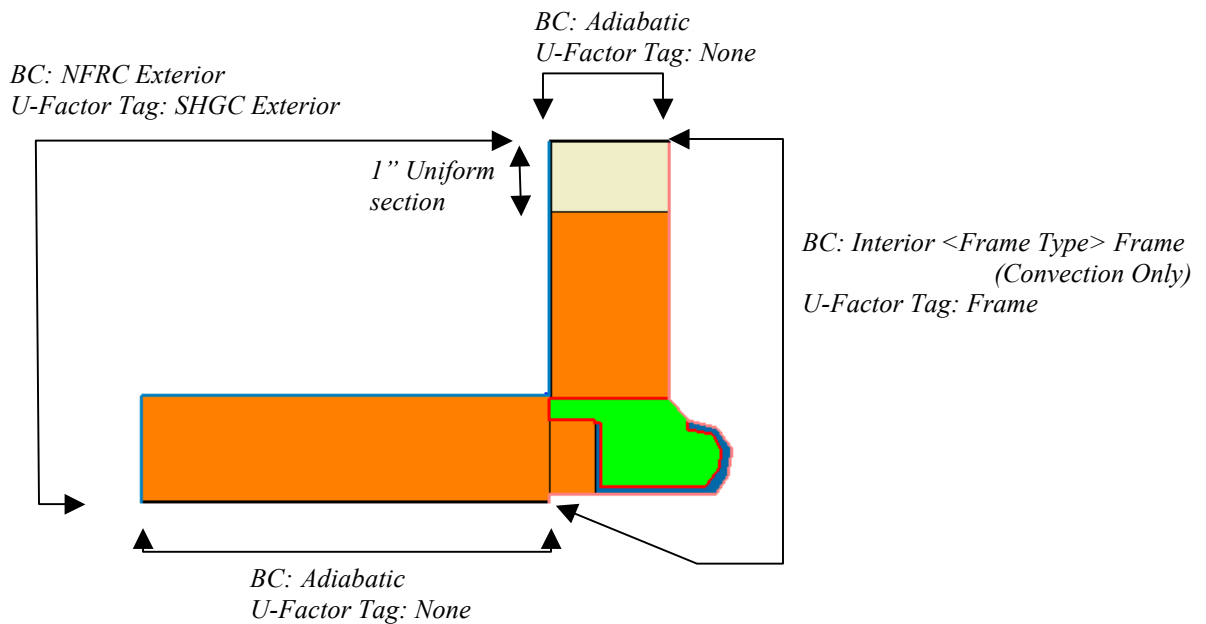 BC: Adiabatic
U-Factor Tag: None
BC: NFRC Exterior
U-Factor Tag: SHGC Exterior
1” Uniform
section
BC: Interior <Frame Type> Frame
(Convection Only)
U-Factor Tag: Frame
BC: Adiabatic
U-Factor Tag: None